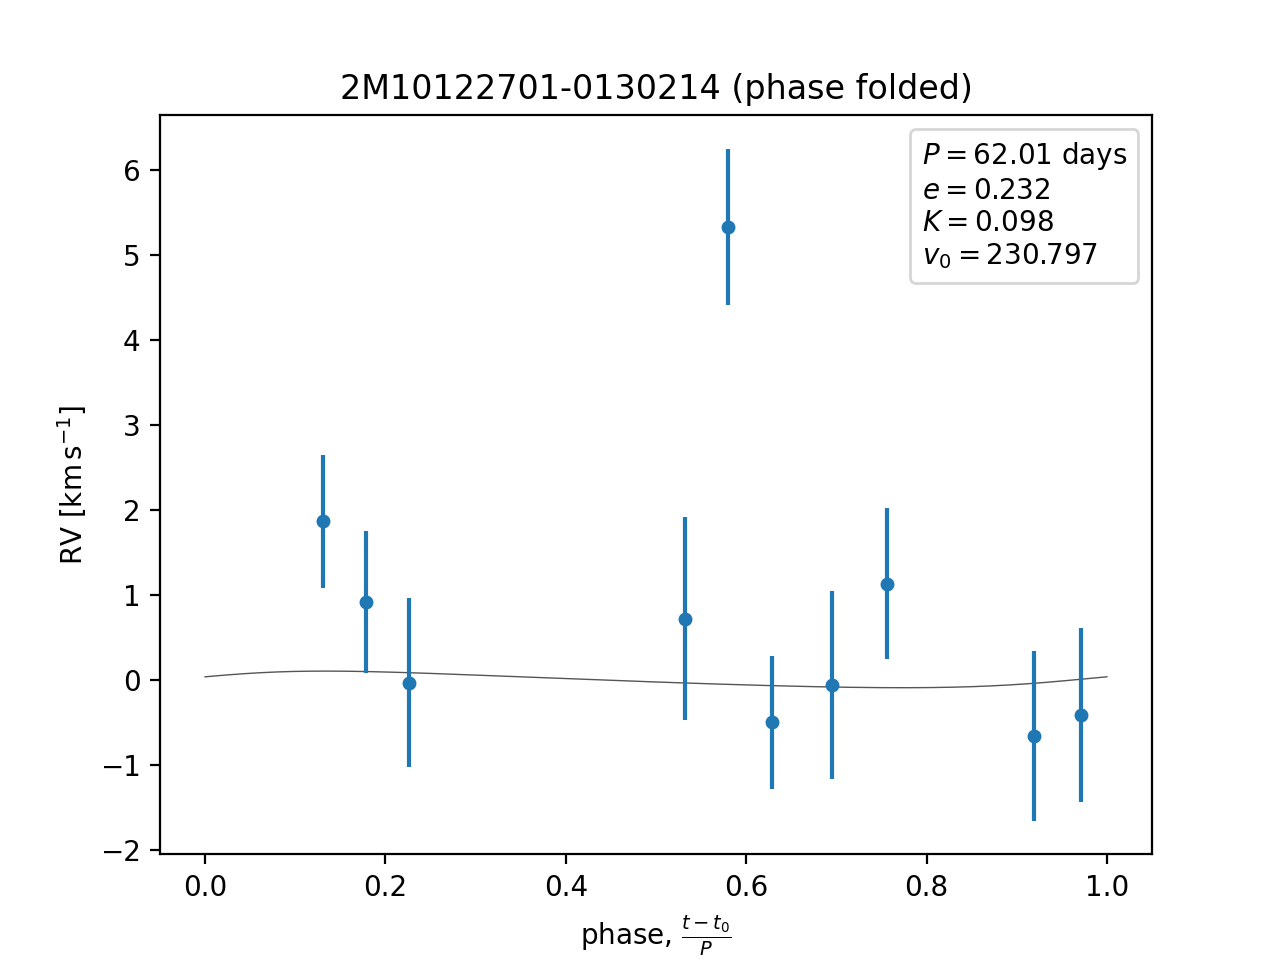 2M10122701-0130214 (phase folded)
P = 62.01 days
e = 0.232
K = 0.098
v₀ = 230.797
6
5
4
3
2
1
0
−1
−2
RV [km s⁻¹]
0.0 0.2 0.4 0.6 0.8 1.0
phase, (t − t₀)/P